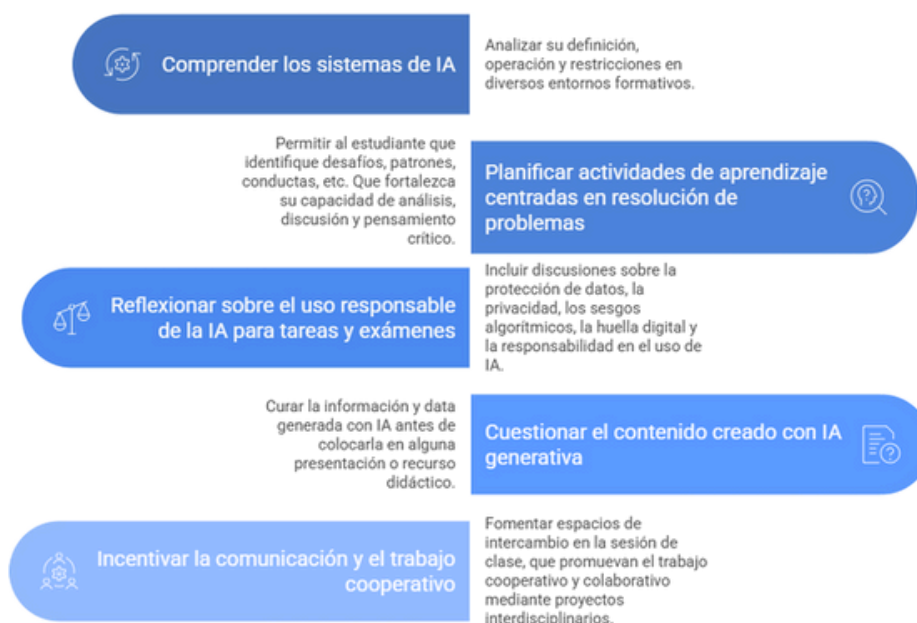 Comprender los sistemas de IA
Analizar su definición,
operación y restricciones en
diversos entornos formativos.
Permitir al estudiante que
identifique desafíos, patrones,
conductas, etc. Que fortalezca
su capacidad de análisis,
discusión y pensamiento
crítico.
Planificar actividades de aprendizaje
centradas en resolución de
problemas
Reflexionar sobre el uso responsable
de la IA para tareas y exámenes
Incluir discusiones sobre la
protección de datos, la
privacidad, los sesgos
algorítmicos, la huella digital y
la responsabilidad en el uso de
IA.
Curar la información y data
generada con IA antes de
colocarla en alguna
presentación o recurso
didáctico.
Cuestionar el contenido creado con IA
generativa
Incentivar la comunicación y el trabajo
cooperativo
Fomentar espacios de
intercambio en la sesión de
clase, que promuevan el trabajo
cooperativo y colaborativo
mediante proyectos
interdisciplinarios.